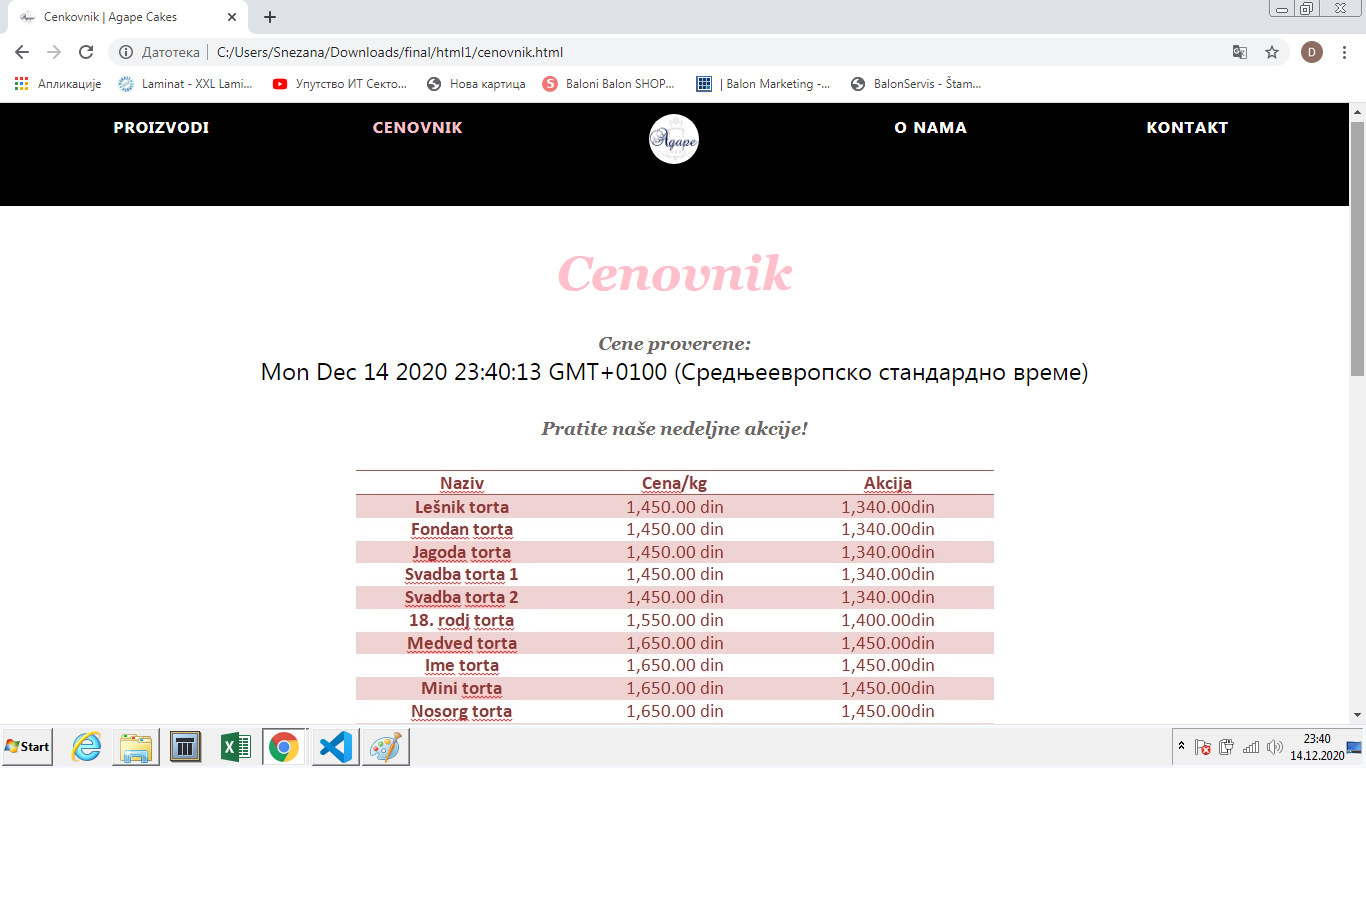 Cenkovnik | Agape Cakes
Датотека C:/Users/Snezana/Downloads/final/html1/cenovnik.html D
Апликације Laminat - XXL Lami... Упутство ИТ Секто... Нова картица Baloni Balon SHOP... | Balon Marketing -... BalonServis - Štam...
PROIZVODI CENOVNIK Agape O NAMA KONTAKT
Cenovnik
Cene proverene:
Mon Dec 14 2020 23:40:13 GMT+0100 (Средњеевропско стандардно време)
Pratite naše nedeljne akcije!
Naziv Cena/kg Akcija
Lešnik torta 1,450.00 din 1,340.00din
Fondan torta 1,450.00 din 1,340.00din
Jagoda torta 1,450.00 din 1,340.00din
Svadba torta 1 1,450.00 din 1,340.00din
Svadba torta 2 1,450.00 din 1,340.00din
18. rodj torta 1,550.00 din 1,400.00din
Medved torta 1,650.00 din 1,450.00din
Ime torta 1,650.00 din 1,450.00din
Mini torta 1,650.00 din 1,450.00din
Nosorg torta 1,650.00 din 1,450.00din
Start 23:40
14.12.2020